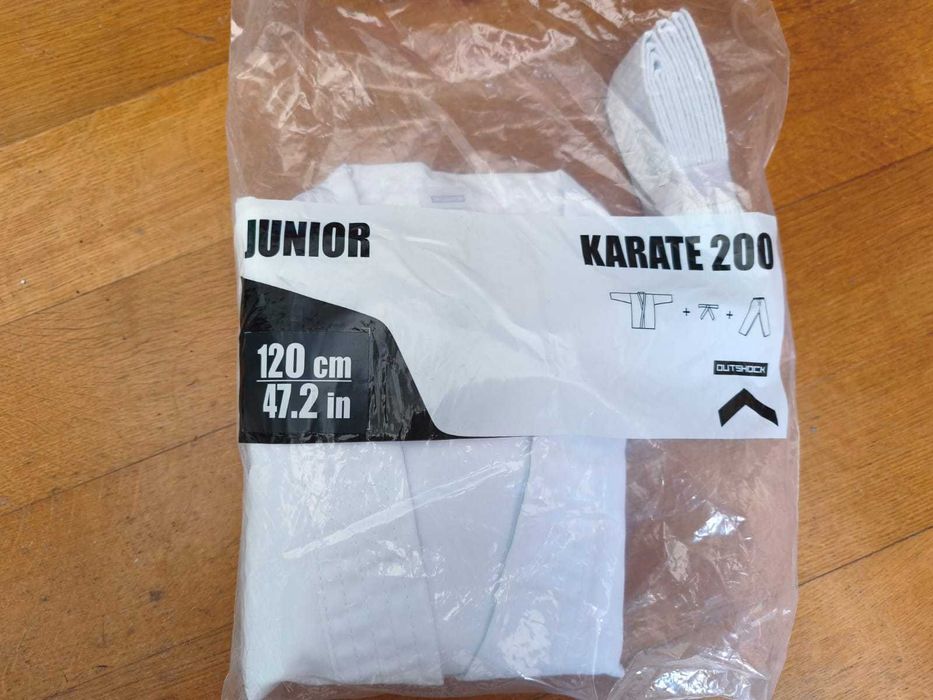 JUNIOR
KARATE 200
+ +
120 cm
47.2 in
OUTSHOCK